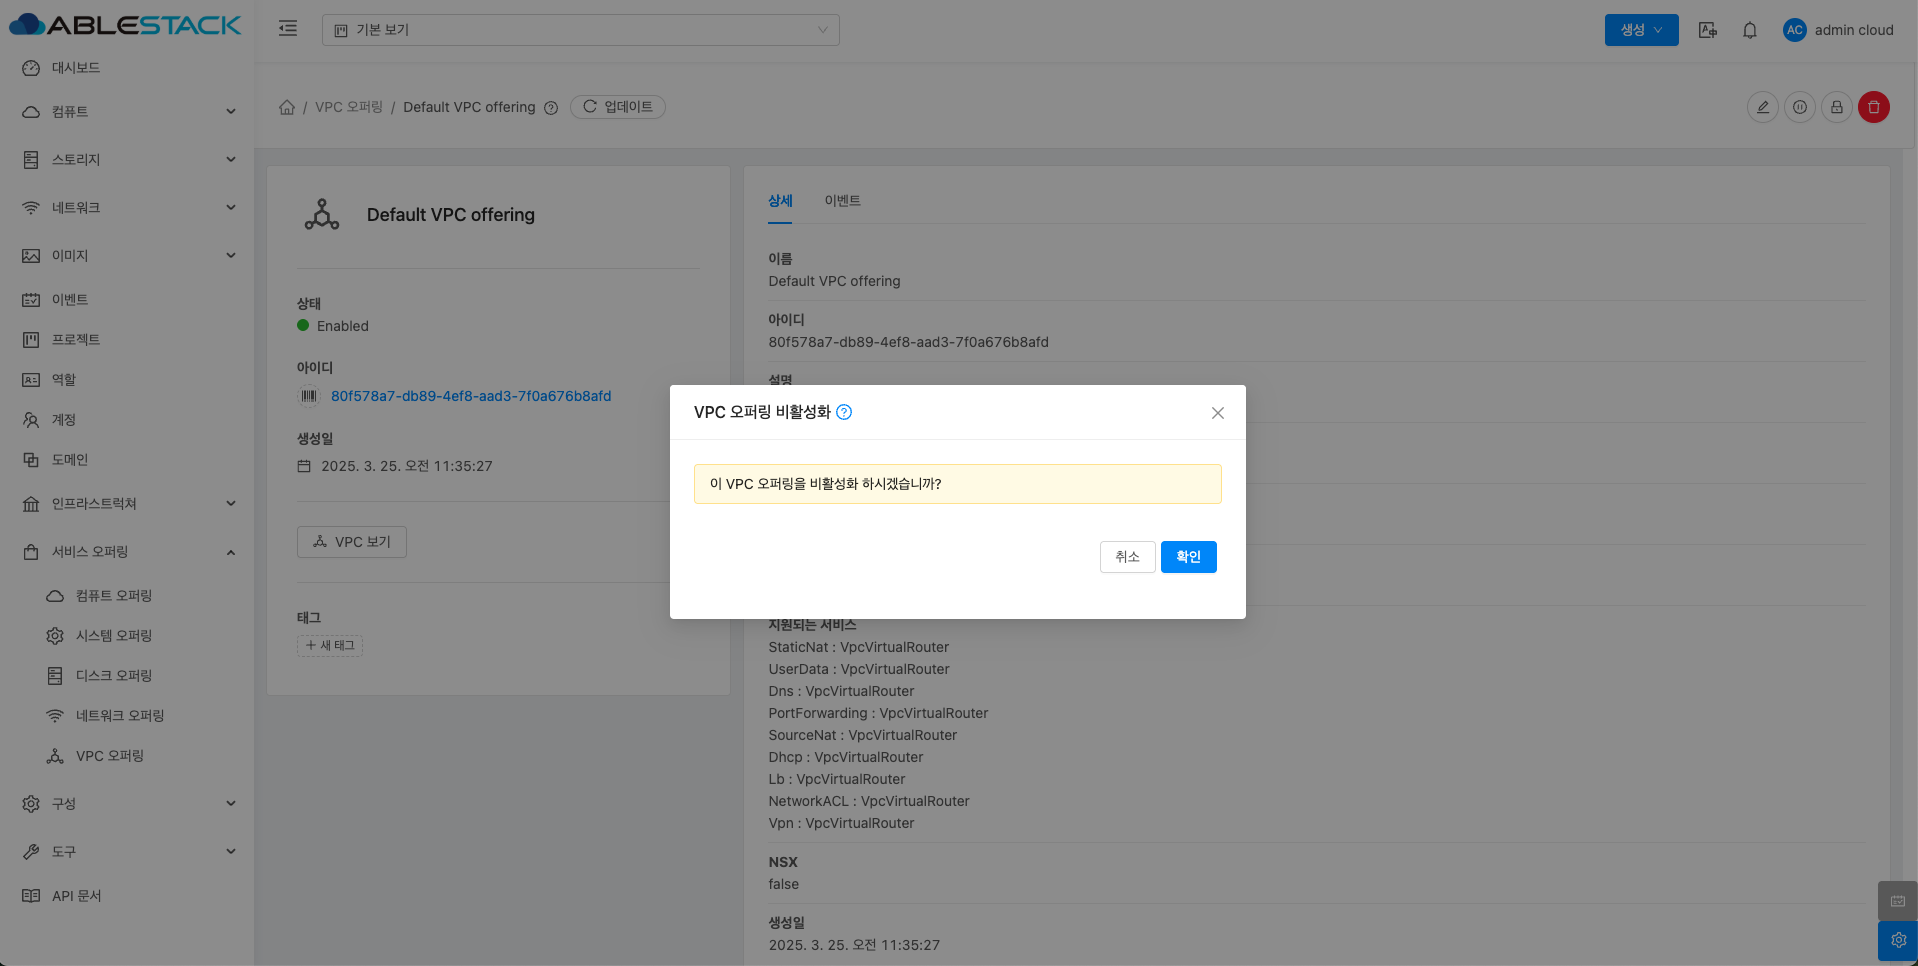 ABLESTACK
기본 보기
생성
AC
admin cloud
대시보드
컴퓨트
스토리지
네트워크
이미지
이벤트
프로젝트
역할
계정
도메인
인프라스트럭쳐
서비스 오퍼링
컴퓨트 오퍼링
시스템 오퍼링
디스크 오퍼링
네트워크 오퍼링
VPC 오퍼링
구성
도구
API 문서
/ VPC 오퍼링 / Default VPC offering
업데이트
Default VPC offering
상태
Enabled
아이디
80f578a7-db89-4ef8-aad3-7f0a676b8afd
생성일
2025. 3. 25. 오전 11:35:27
VPC 보기
태그
새 태그
상세
이벤트
이름
Default VPC offering
아이디
80f578a7-db89-4ef8-aad3-7f0a676b8afd
설명
VPC 오퍼링 비활성화
이 VPC 오퍼링을 비활성화 하시겠습니까?
취소
확인
지원되는 서비스
StaticNat : VpcVirtualRouter
UserData : VpcVirtualRouter
Dns : VpcVirtualRouter
PortForwarding : VpcVirtualRouter
SourceNat : VpcVirtualRouter
Dhcp : VpcVirtualRouter
Lb : VpcVirtualRouter
NetworkACL : VpcVirtualRouter
Vpn : VpcVirtualRouter
NSX
false
생성일
2025. 3. 25. 오전 11:35:27